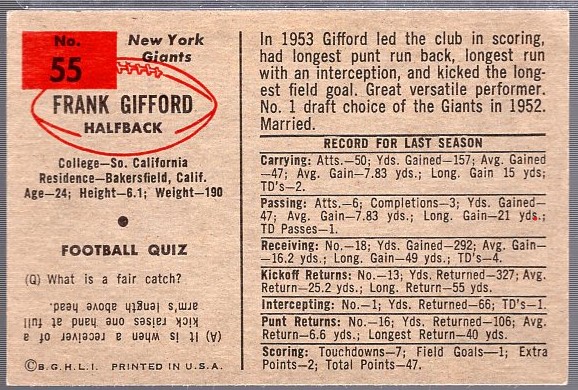 No.
55
New York
Giants
FRANK GIFFORD
HALFBACK
College—So. California
Residence—Bakersfield, Calif.
Age—24; Height—6.1; Weight—190
FOOTBALL QUIZ
(Q) What is a fair catch?
(A) It is when a receiver of a
kick raises one hand at full
arm's length above head.
©B.G.H.L.I. PRINTED IN U.S.A.
In 1953 Gifford led the club in scoring,
had longest punt run back, longest run
with an interception, and kicked the long-
est field goal. Great versatile performer.
No. 1 draft choice of the Giants in 1952.
Married.
RECORD FOR LAST SEASON
Carrying: Atts.—50; Yds. Gained—157; Avg. Gained
—47; Avg. Gain—7.83 yds.; Long. Gain 15 yds;
TD's—2.
Passing: Atts.—6; Completions—3; Yds. Gained—
47; Avg. Gain—7.83; Long. Gain—21 yds.;
TD Passes—1.
Receiving: No.—18; Yds. Gained—292; Avg. Gain—
—16.2 yds.; Long. Gain—49 yds.; TD's—4.
Kickoff Returns: No.—13; Yds. Returned—327; Avg.
Return—25.2 yds.; Long. Return—55 yds.
Intercepting: No.—1; Yds. Returned—66; TD's—1.
Punt Returns: No.—16; Yds. Returned—106; Avg.
Return—6.6 yds.; Longest Return—40 yds.
Scoring: Touchdowns—7; Field Goals—1; Extra
Points—2; Total Points—47.